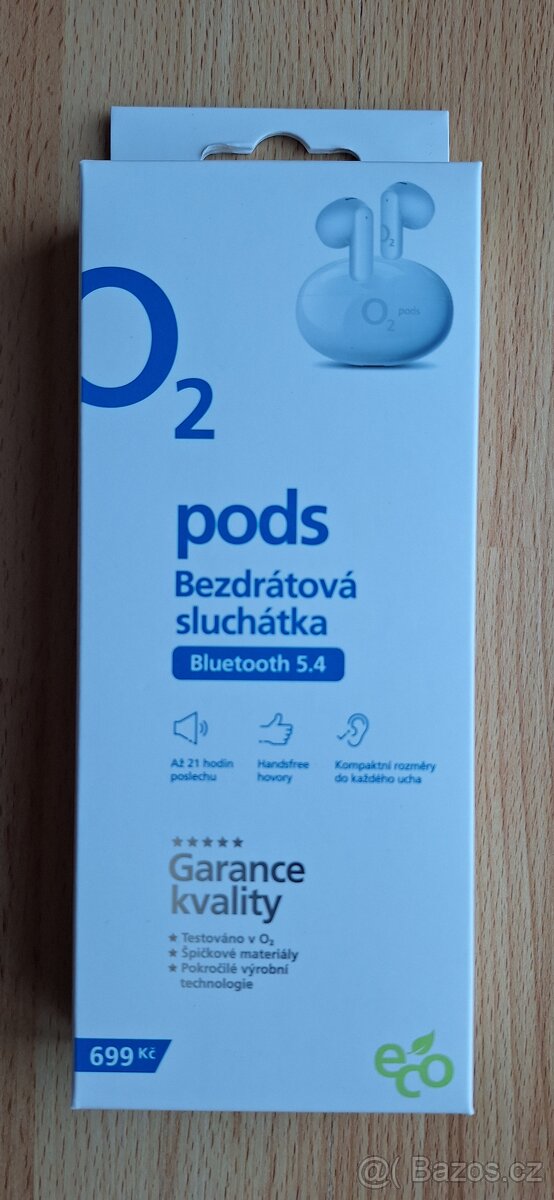 O2
pods
O2
O2
pods
Bezdrátová
sluchátka
Bluetooth 5.4
Až 21 hodin
poslechu
Handsfree
hovory
Kompaktní rozměry
do každého ucha
★★★★★
Garance
kvality
★ Testováno v O₂
★ Špičkové materiály
★ Pokročilé výrobní
technologie
699 Kč
eco
@( Bazos.cz